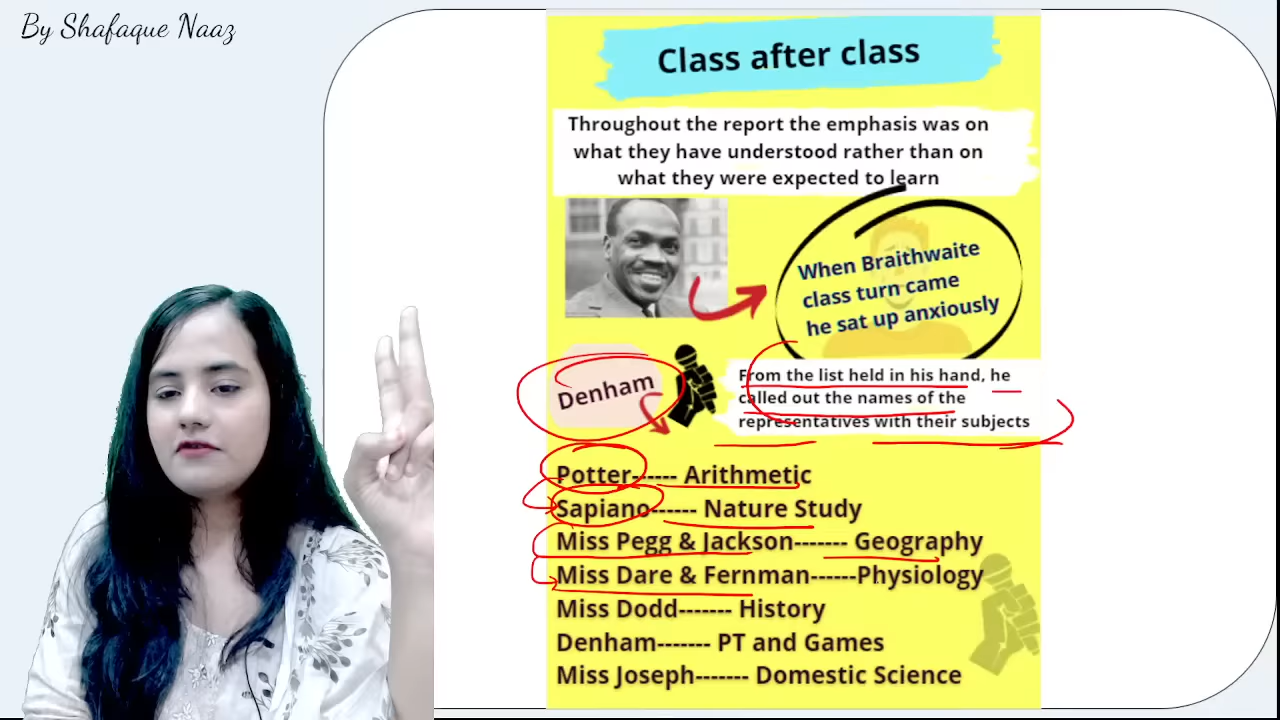 By Shafaque Naaz
Class after class
Throughout the report the emphasis was on
what they have understood rather than on
what they were expected to learn
When Braithwaite
class turn came
he sat up anxiously
Denham
From the list held in his hand, he
called out the names of the
representatives with their subjects
Potter------ Arithmetic
Sapiano------ Nature Study
Miss Pegg & Jackson------- Geography
Miss Dare & Fernman------Physiology
Miss Dodd------- History
Denham------- PT and Games
Miss Joseph------- Domestic Science